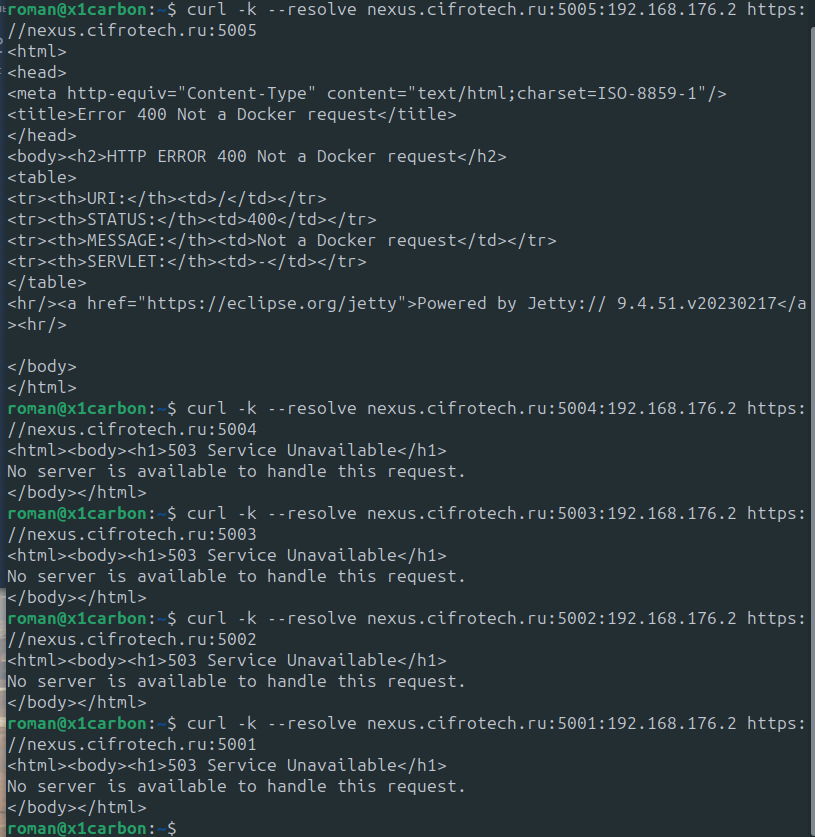 roman@x1carbon:~$ curl -k --resolve nexus.cifrotech.ru:5005:192.168.176.2 https:
//nexus.cifrotech.ru:5005
<html>
<head>
<meta http-equiv="Content-Type" content="text/html;charset=ISO-8859-1"/>
<title>Error 400 Not a Docker request</title>
</head>
<body><h2>HTTP ERROR 400 Not a Docker request</h2>
<table>
<tr><th>URI:</th><td>/</td></tr>
<tr><th>STATUS:</th><td>400</td></tr>
<tr><th>MESSAGE:</th><td>Not a Docker request</td></tr>
<tr><th>SERVLET:</th><td>-</td></tr>
</table>
<hr/><a href="https://eclipse.org/jetty">Powered by Jetty:// 9.4.51.v20230217</a
><hr/>

</body>
</html>
roman@x1carbon:~$ curl -k --resolve nexus.cifrotech.ru:5004:192.168.176.2 https:
//nexus.cifrotech.ru:5004
<html><body><h1>503 Service Unavailable</h1>
No server is available to handle this request.
</body></html>
roman@x1carbon:~$ curl -k --resolve nexus.cifrotech.ru:5003:192.168.176.2 https:
//nexus.cifrotech.ru:5003
<html><body><h1>503 Service Unavailable</h1>
No server is available to handle this request.
</body></html>
roman@x1carbon:~$ curl -k --resolve nexus.cifrotech.ru:5002:192.168.176.2 https:
//nexus.cifrotech.ru:5002
<html><body><h1>503 Service Unavailable</h1>
No server is available to handle this request.
</body></html>
roman@x1carbon:~$ curl -k --resolve nexus.cifrotech.ru:5001:192.168.176.2 https:
//nexus.cifrotech.ru:5001
<html><body><h1>503 Service Unavailable</h1>
No server is available to handle this request.
</body></html>
roman@x1carbon:~$